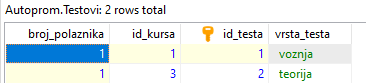 Autoprom.Testovi: 2 rows total
broj_polaznika id_kursa id_testa vrsta_testa
1 1 1 voznja
1 3 2 teorija